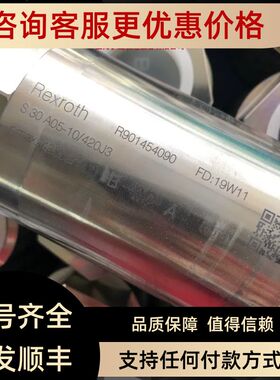 咨询客服更优惠价格
Rexroth
R901454090
FD:19W11
S 30 A05-10/420J3
B
A
号齐全
品质保障 值得信赖
发顺丰
支持任何付款方式